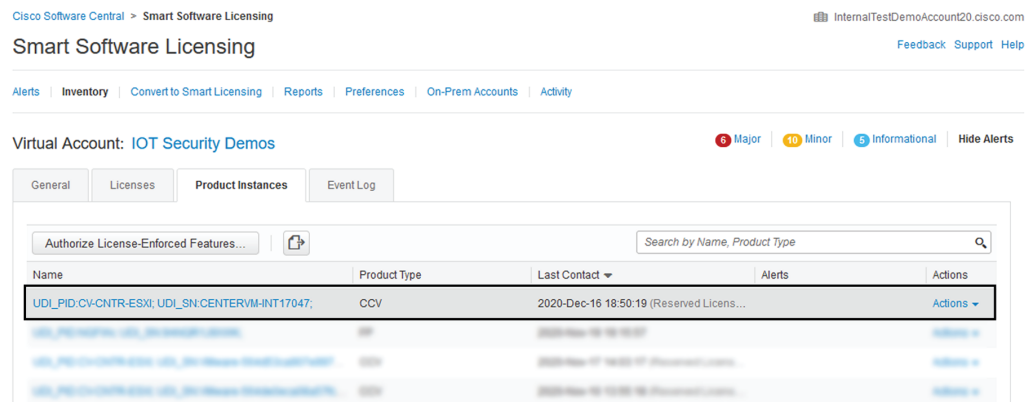 Cisco Software Central > Smart Software Licensing
InternalTestDemoAccount20.cisco.com
Smart Software Licensing
Feedback Support Help
Alerts Inventory Convert to Smart Licensing Reports Preferences On-Prem Accounts Activity
Virtual Account: IOT Security Demos
6 Major 10 Minor 5 Informational Hide Alerts
General Licenses Product Instances Event Log
Authorize License-Enforced Features...
Search by Name, Product Type
Name Product Type Last Contact Alerts Actions
UDI_PID:CV-CNTR-ESXI; UDI_SN:CENTERVM-INT17047; CCV 2020-Dec-16 18:50:19 (Reserved Licens... Actions